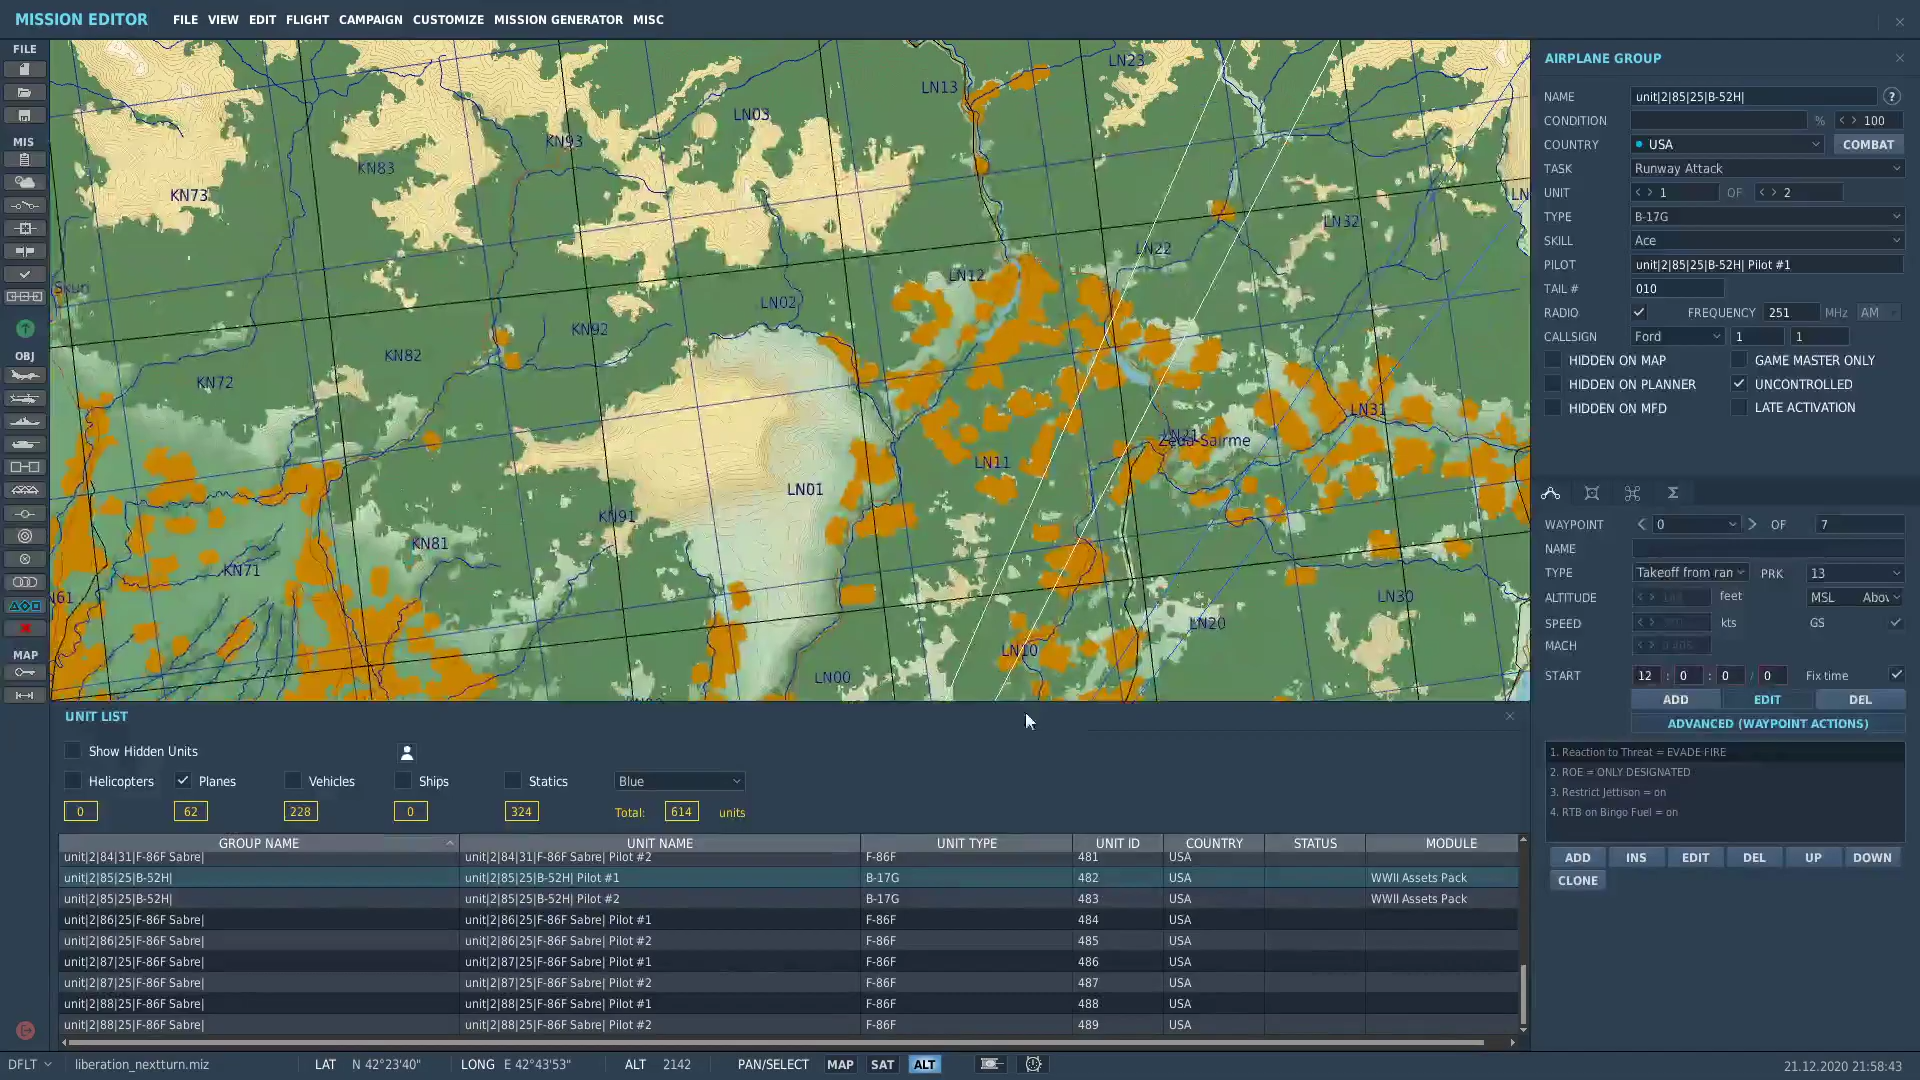 MISSION EDITOR FILE VIEW EDIT FLIGHT CAMPAIGN CUSTOMIZE MISSION GENERATOR MISC
FILE
MIS
OBJ
MAP
LN23
LN13
LN03
KN93
KN83
KN73
LN
LN32
LN22
LN12
LN02
KN92
KN82
KN72
LN31
Zeda-Sairme
LN11
LN01
KN91
KN81
KN71
LN30
LN20
LN10
LN00
AIRPLANE GROUP
NAME unit|2|85|25|B-52H| ?
CONDITION % < > 100
COUNTRY USA COMBAT
TASK Runway Attack
UNIT < > 1 OF < > 2
TYPE B-17G
SKILL Ace
PILOT unit|2|85|25|B-52H| Pilot #1
TAIL # 010
RADIO FREQUENCY 251 MHz AM
CALLSIGN Ford 1 1
HIDDEN ON MAP GAME MASTER ONLY
HIDDEN ON PLANNER UNCONTROLLED
HIDDEN ON MFD LATE ACTIVATION
WAYPOINT < 0 > OF 7
NAME
TYPE Takeoff from ran PRK 13
ALTITUDE < > feet MSL Abov
SPEED < > kts GS
MACH < >
START 12 : 0 : 0 / 0 Fix time
ADD EDIT DEL
ADVANCED (WAYPOINT ACTIONS)
1. Reaction to Threat = EVADE FIRE
2. ROE = ONLY DESIGNATED
3. Restrict Jettison = on
4. RTB on Bingo Fuel = on
ADD INS EDIT DEL UP DOWN
CLONE
UNIT LIST
Show Hidden Units
Helicopters Planes Vehicles Ships Statics Blue
0 62 228 0 324 Total: 614 units
GROUP NAME UNIT NAME UNIT TYPE UNIT ID COUNTRY STATUS MODULE
unit|2|84|31|F-86F Sabre| unit|2|84|31|F-86F Sabre| Pilot #2 F-86F 481 USA
unit|2|85|25|B-52H| unit|2|85|25|B-52H| Pilot #1 B-17G 482 USA WWII Assets Pack
unit|2|85|25|B-52H| unit|2|85|25|B-52H| Pilot #2 B-17G 483 USA WWII Assets Pack
unit|2|86|25|F-86F Sabre| unit|2|86|25|F-86F Sabre| Pilot #1 F-86F 484 USA
unit|2|86|25|F-86F Sabre| unit|2|86|25|F-86F Sabre| Pilot #2 F-86F 485 USA
unit|2|87|25|F-86F Sabre| unit|2|87|25|F-86F Sabre| Pilot #1 F-86F 486 USA
unit|2|87|25|F-86F Sabre| unit|2|87|25|F-86F Sabre| Pilot #2 F-86F 487 USA
unit|2|88|25|F-86F Sabre| unit|2|88|25|F-86F Sabre| Pilot #1 F-86F 488 USA
unit|2|88|25|F-86F Sabre| unit|2|88|25|F-86F Sabre| Pilot #2 F-86F 489 USA
DFLT liberation_nextturn.miz LAT N 42°23'40" LONG E 42°43'53" ALT 2142 PAN/SELECT MAP SAT ALT 21.12.2020 21:58:43